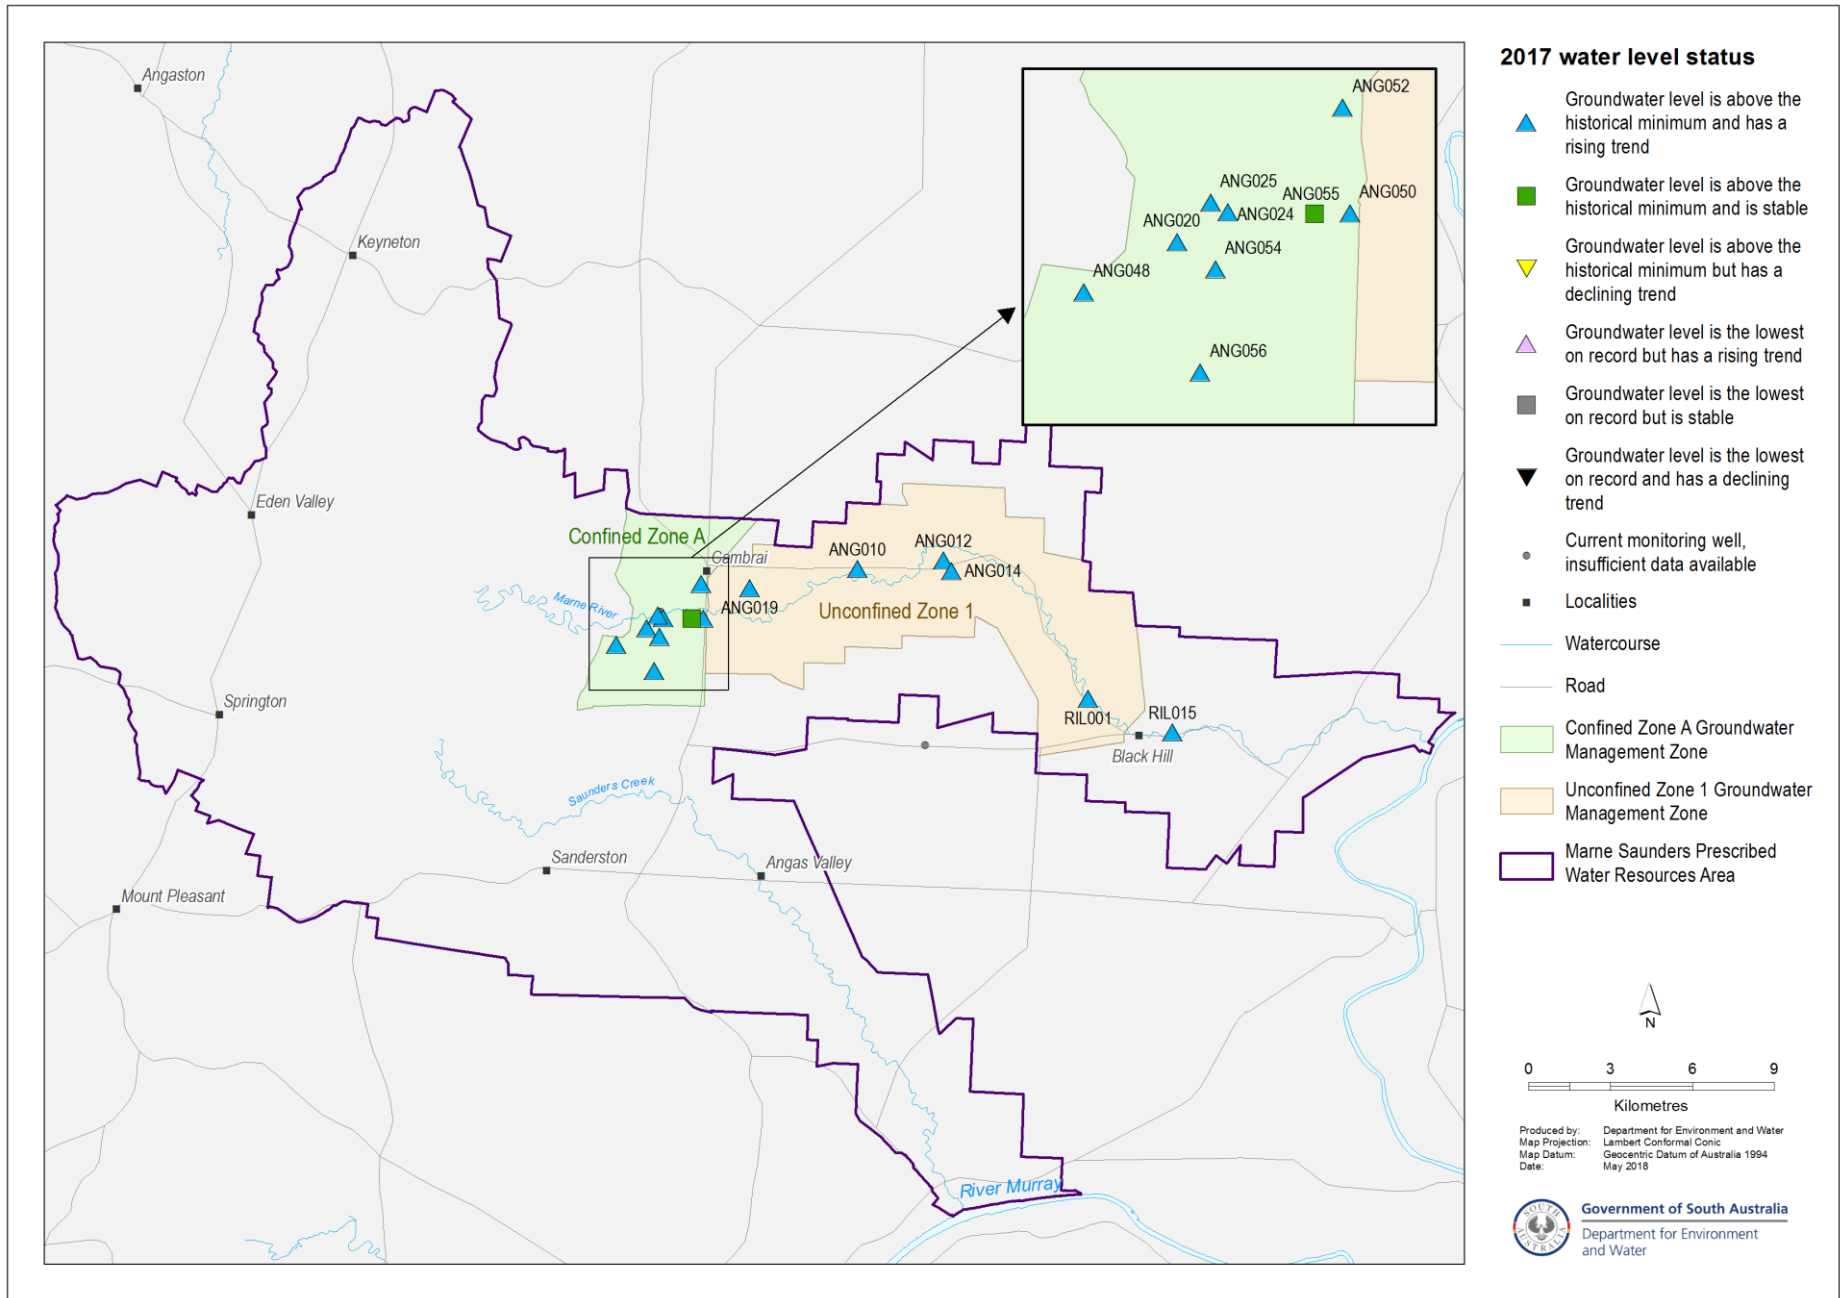 Angaston
Keyneton
Eden Valley
Springton
Mount Pleasant
Sanderston
Angas Valley
Cambrai
Black Hill
Confined Zone A
Unconfined Zone 1
Marne River
Saunders Creek
River Murray
ANG019
ANG010
ANG012
ANG014
RIL001
RIL015
ANG052
ANG025
ANG055
ANG050
ANG020
ANG024
ANG054
ANG048
ANG056
2017 water level status
Groundwater level is above the
historical minimum and has a
rising trend
Groundwater level is above the
historical minimum and is stable
Groundwater level is above the
historical minimum but has a
declining trend
Groundwater level is the lowest
on record but has a rising trend
Groundwater level is the lowest
on record but is stable
Groundwater level is the lowest
on record and has a declining
trend
Current monitoring well,
insufficient data available
Localities
Watercourse
Road
Confined Zone A Groundwater
Management Zone
Unconfined Zone 1 Groundwater
Management Zone
Marne Saunders Prescribed
Water Resources Area
N
0 3 6 9
Kilometres
Produced by: Department for Environment and Water
Map Projection: Lambert Conformal Conic
Map Datum: Geocentric Datum of Australia 1994
Date: May 2018
SOUTH AUSTRALIA
Government of South Australia
Department for Environment
and Water